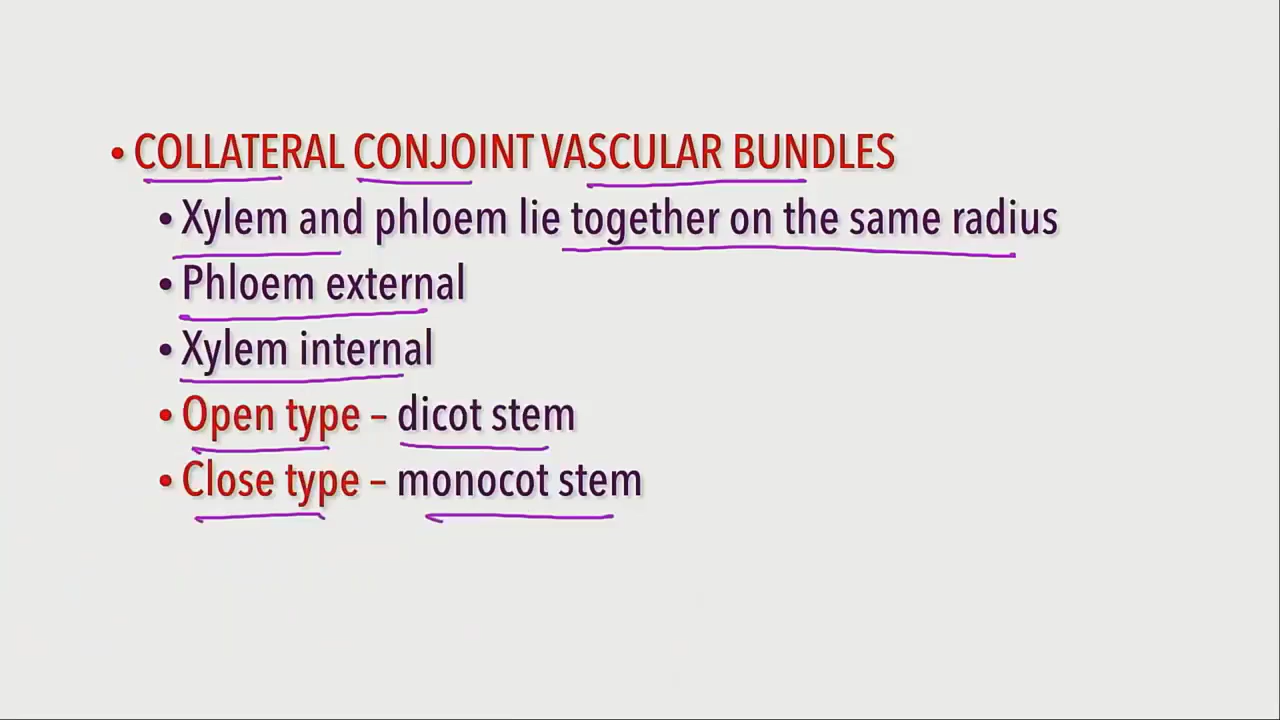 • COLLATERAL CONJOINT VASCULAR BUNDLES
• Xylem and phloem lie together on the same radius
• Phloem external
• Xylem internal
• Open type – dicot stem
• Close type – monocot stem